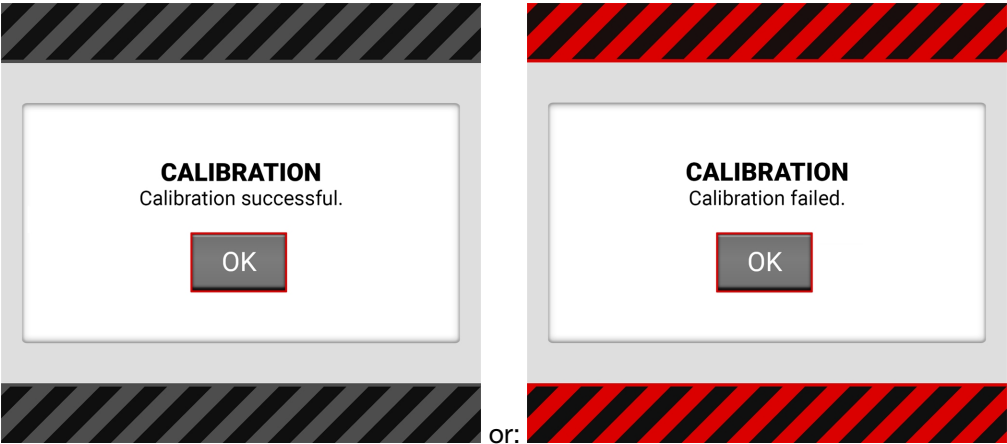 CALIBRATION
Calibration successful.
OK
or:
CALIBRATION
Calibration failed.
OK